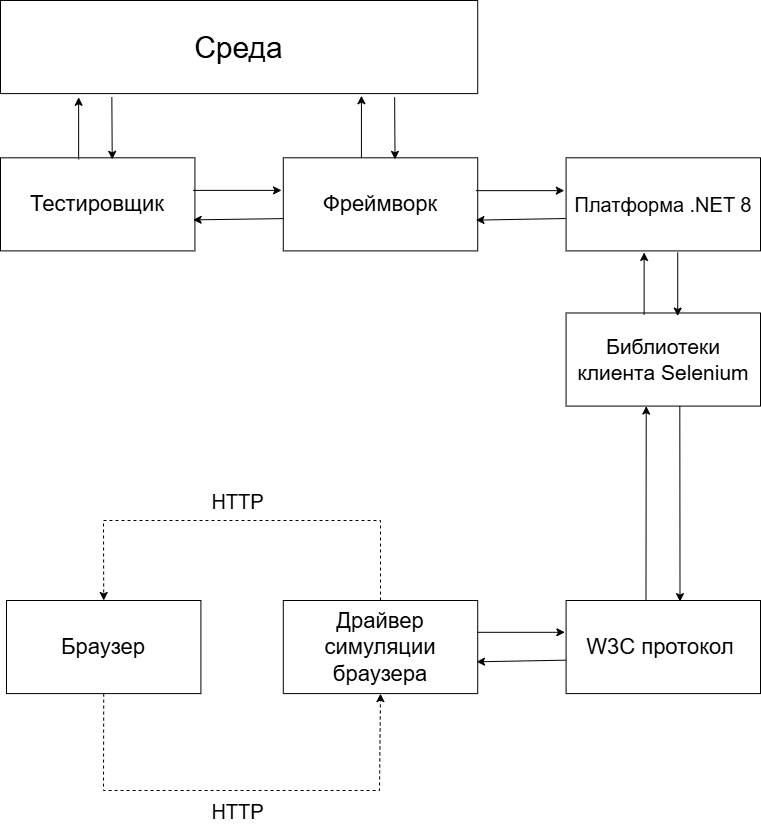 Среда
Тестировщик
Фреймворк
Платформа .NET 8
Библиотеки
клиента Selenium
HTTP
Браузер
Драйвер
симуляции
браузера
W3C протокол
HTTP